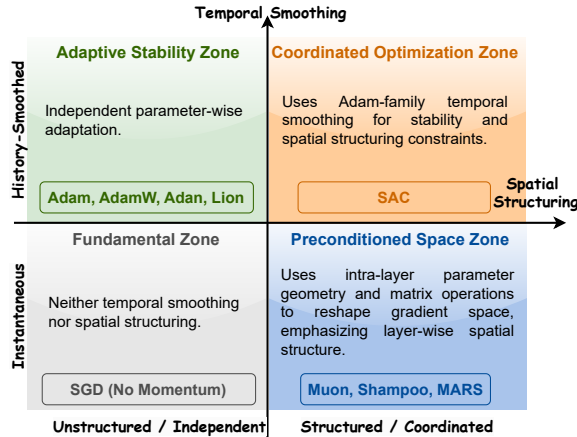 Temporal Smoothing
Adaptive Stability Zone
Coordinated Optimization Zone
History-Smoothed
Independent parameter-wise
adaptation.
Uses Adam-family temporal
smoothing for stability and
spatial structuring constraints.
Adam, AdamW, Adan, Lion
SAC
Spatial
Structuring
Fundamental Zone
Preconditioned Space Zone
Instantaneous
Neither temporal smoothing
nor spatial structuring.
Uses intra-layer parameter
geometry and matrix operations
to reshape gradient space,
emphasizing layer-wise spatial
structure.
SGD (No Momentum)
Muon, Shampoo, MARS
Unstructured / Independent
Structured / Coordinated